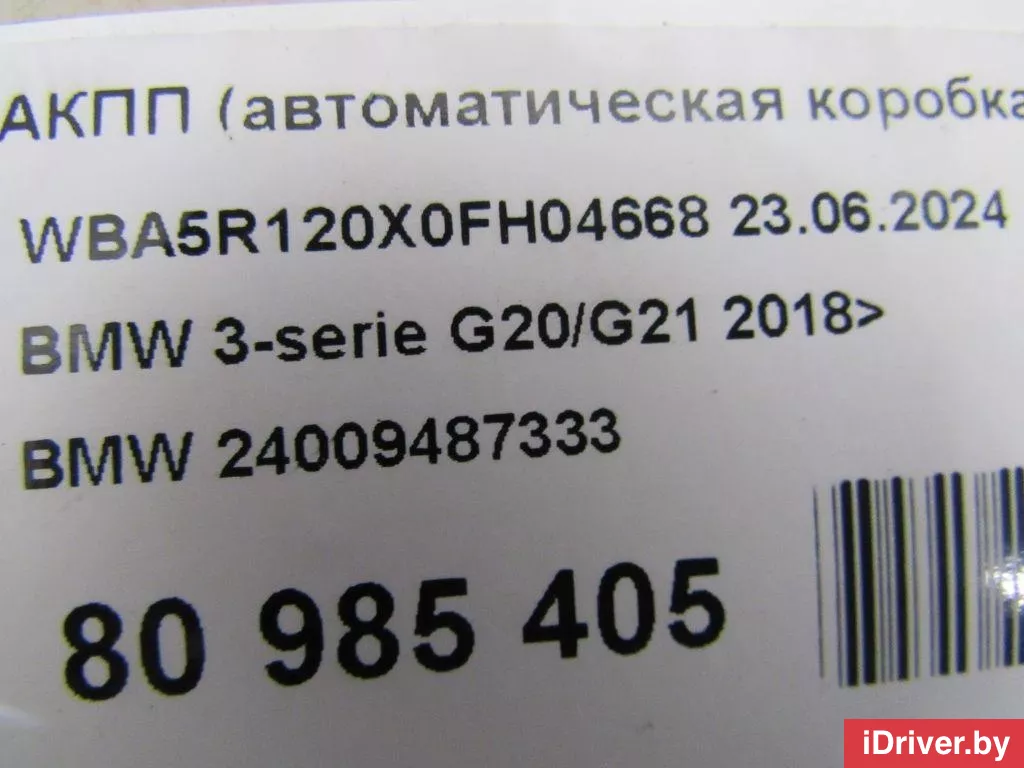 АКПП (автоматическая коробка
WBA5R120X0FH04668 23.06.2024
BMW 3-serie G20/G21 2018>
BMW 24009487333
80 985 405
iDriver.by